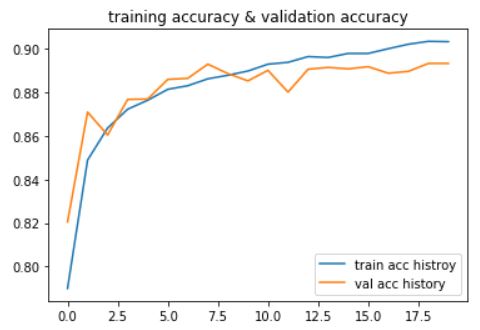 training accuracy & validation accuracy
0.90
0.88
0.86
0.84
0.82
0.80
train acc histroy
val acc history
0.0 2.5 5.0 7.5 10.0 12.5 15.0 17.5